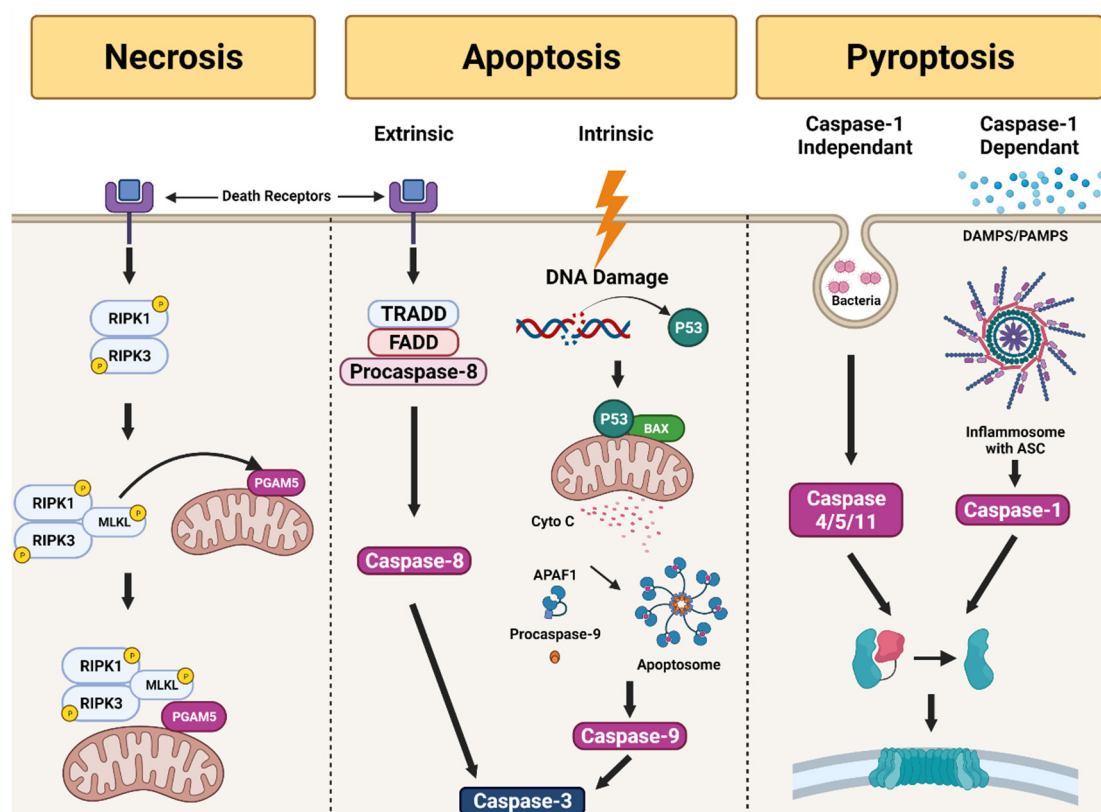 Necrosis
Apoptosis
Pyroptosis
Extrinsic
Intrinsic
Caspase-1
Independant
Caspase-1
Dependant
Death Receptors
DAMPS/PAMPS
DNA Damage
Bacteria
P
RIPK1
RIPK3
P
TRADD
FADD
Procaspase-8
P53
P53
BAX
Inflammosome
with ASC
P
RIPK1
P
MLKL
RIPK3
P
PGAM5
Cyto C
Caspase
4/5/11
Caspase-1
Caspase-8
APAF1
Procaspase-9
Apoptosome
P
RIPK1
P
MLKL
RIPK3
P
PGAM5
Caspase-9
Caspase-3